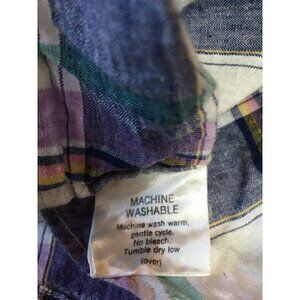 MACHINE
WASHABLE
Machine wash warm,
gentle cycle.
No bleach.
Tumble dry low
(over)